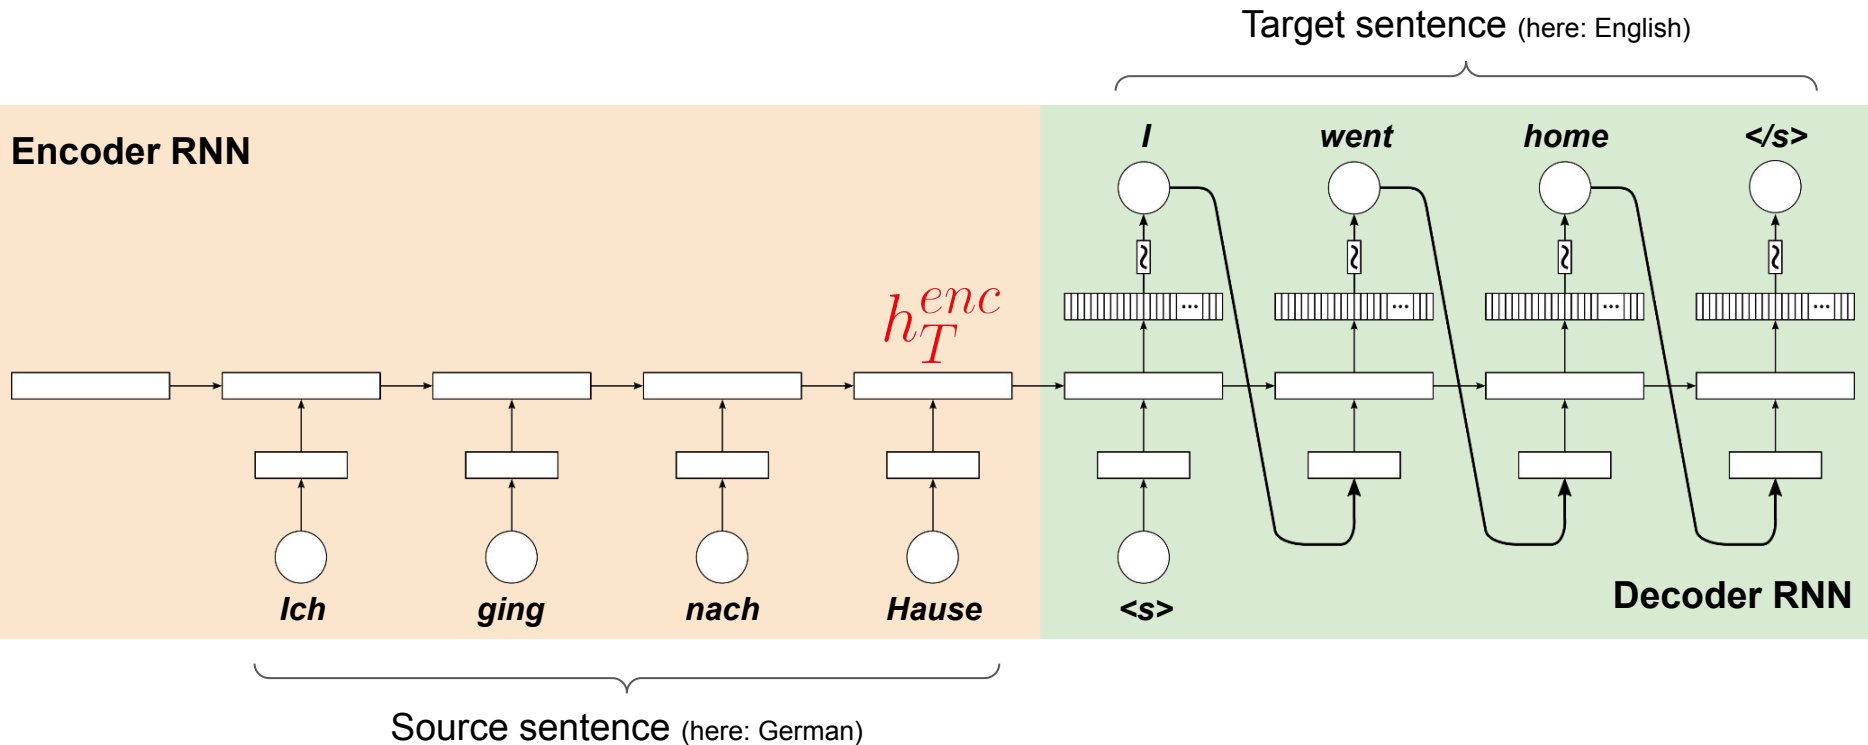 Target sentence (here: English)
Encoder RNN
I went home </s>
... ... ... ...
h_T^{enc}
Ich ging nach Hause <s>
Decoder RNN
Source sentence (here: German)